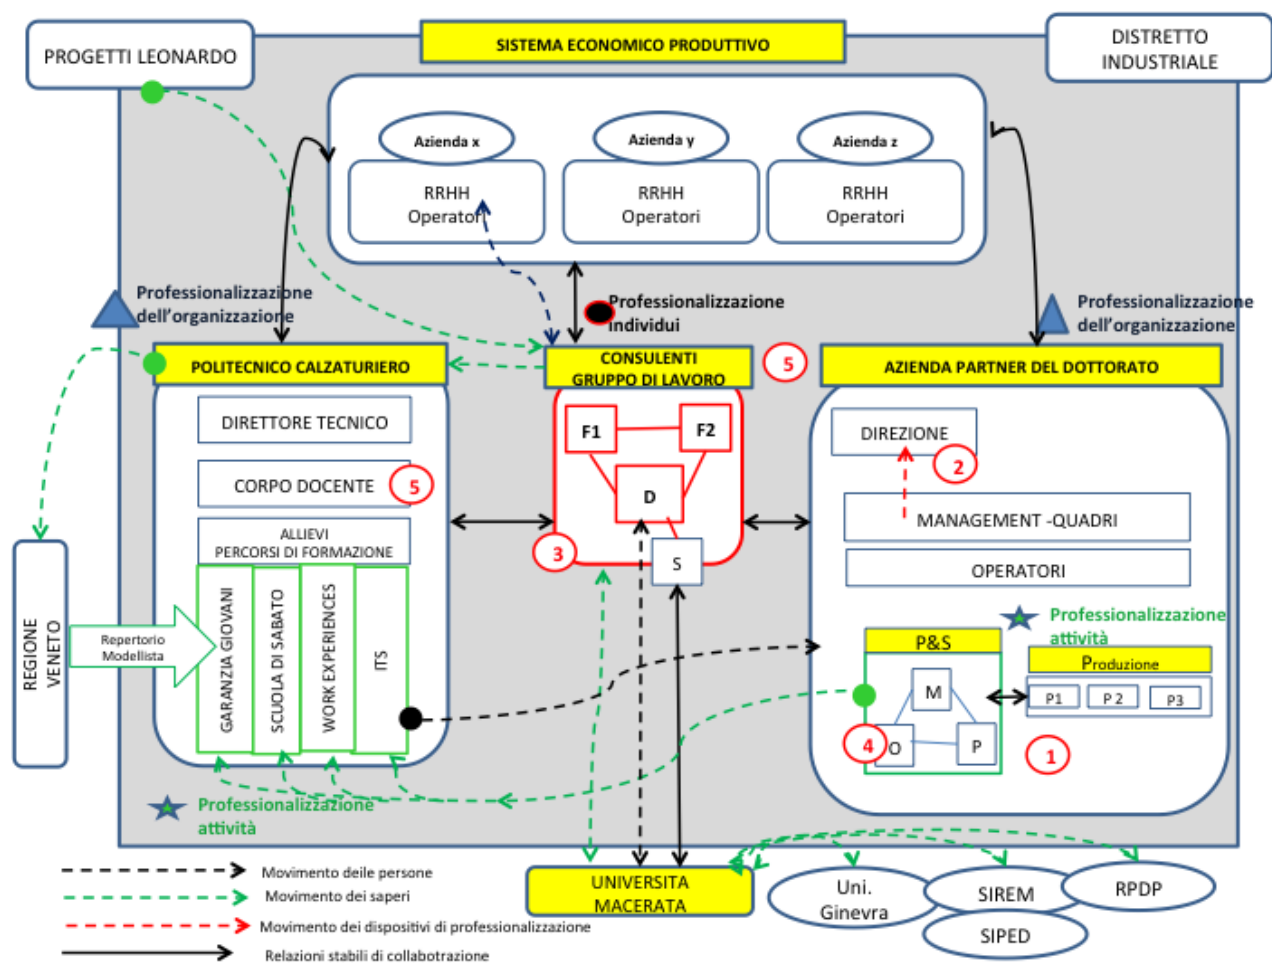 PROGETTI LEONARDO
SISTEMA ECONOMICO PRODUTTIVO
DISTRETTO
INDUSTRIALE
Azienda x
Azienda y
Azienda z
RRHH
Operatori
RRHH
Operatori
RRHH
Operatori
Professionalizzazione
dell'organizzazione
Professionalizzazione
individui
Professionalizzazione
dell'organizzazione
POLITECNICO CALZATURIERO
CONSULENTI
GRUPPO DI LAVORO
5
AZIENDA PARTNER DEL DOTTORATO
DIRETTORE TECNICO
CORPO DOCENTE
5
ALLIEVI
PERCORSI DI FORMAZIONE
GARANZIA GIOVANI
SCUOLA DI SABATO
WORK EXPERIENCES
ITS
F1
F2
D
3
S
DIREZIONE
2
MANAGEMENT -QUADRI
OPERATORI
Professionalizzazione
attività
P&S
M
O
P
4
Produzione
P1
P 2
P3
1
REGIONE
VENETO
Repertorio
Modellista
Professionalizzazione
attività
Movimento delle persone
Movimento dei saperi
Movimento dei dispositivi di professionalizzazione
Relazioni stabili di collabotrazione
UNIVERSITA
MACERATA
Uni.
Ginevra
SIREM
SIPED
RPDP